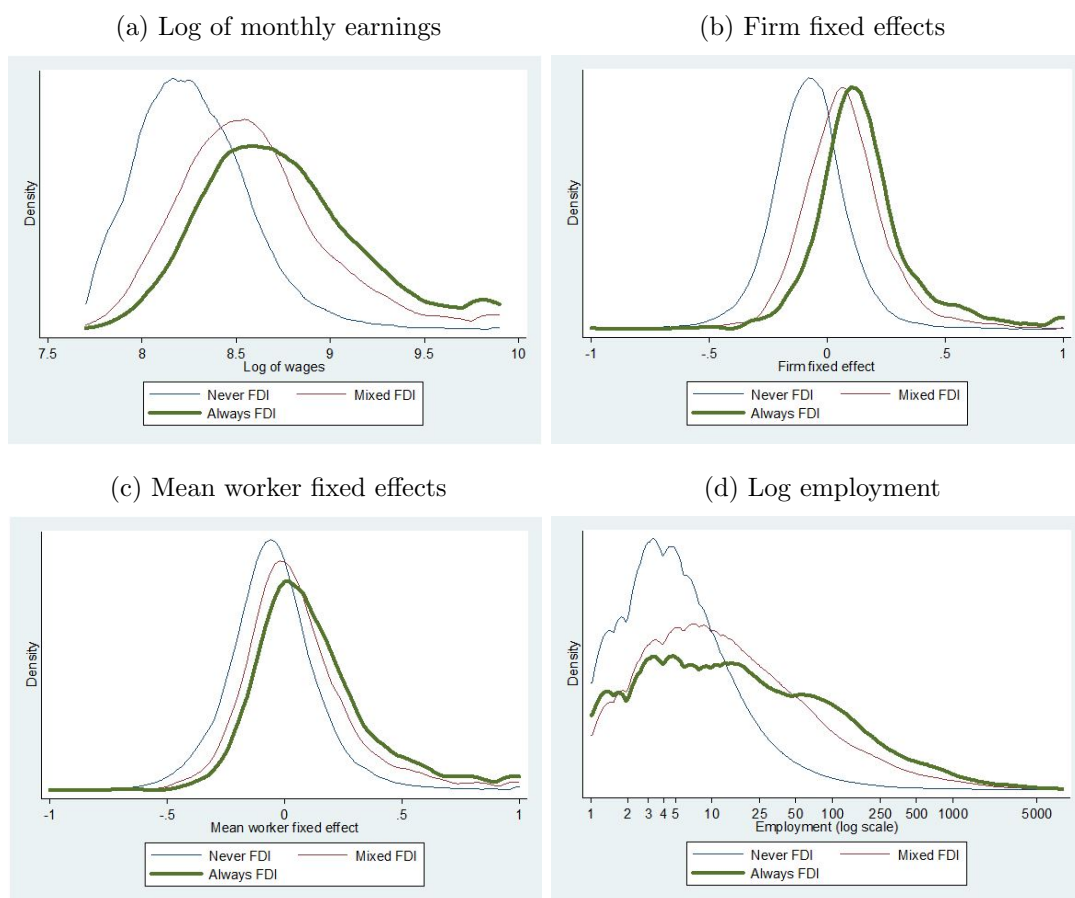 (a) Log of monthly earnings
Density
7.5 8 8.5 9 9.5 10
Log of wages
Never FDI Mixed FDI
Always FDI
(b) Firm fixed effects
Density
-1 -.5 0 .5 1
Firm fixed effect
Never FDI Mixed FDI
Always FDI
(c) Mean worker fixed effects
Density
-1 -.5 0 .5 1
Mean worker fixed effect
Never FDI Mixed FDI
Always FDI
(d) Log employment
Density
1 2 3 4 5 10 25 50 100 250 500 1000 5000
Employment (log scale)
Never FDI Mixed FDI
Always FDI